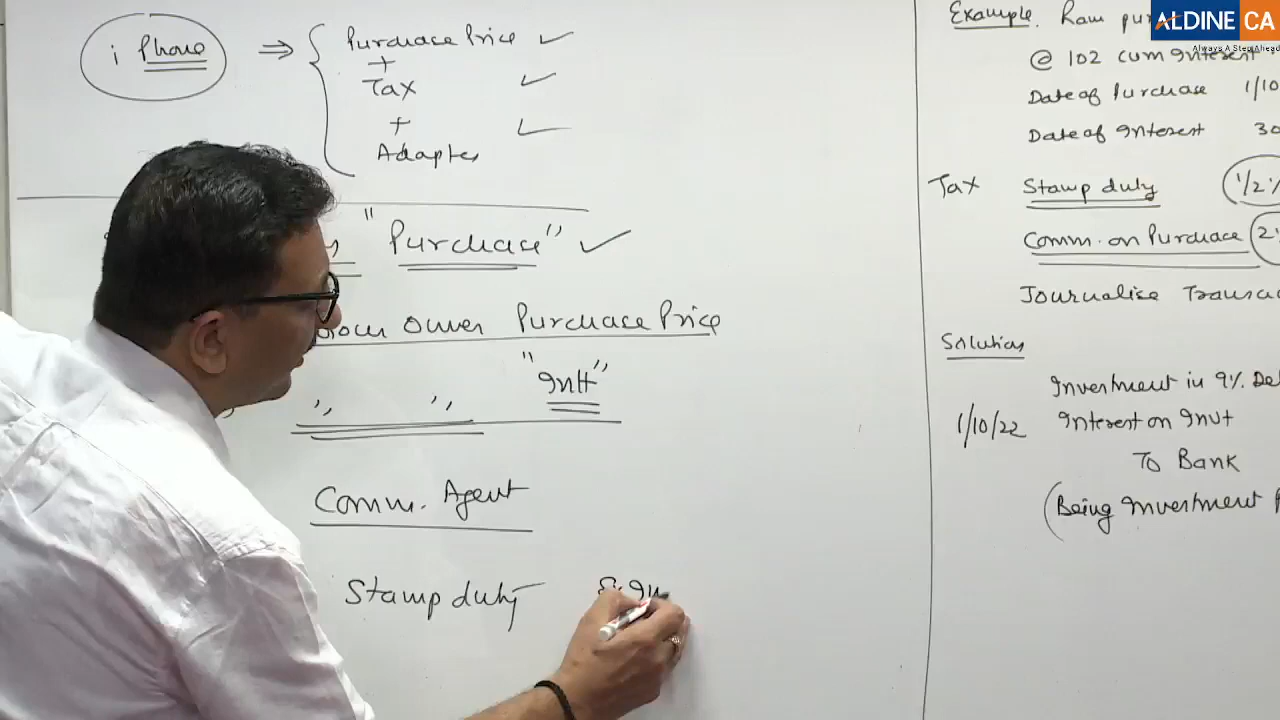 i Phone ⇒ { Purchase Price ✓
+
Tax ✓
+ ✓
Adapter
"Purchase" ✓
Owner Purchase Price
" "
Invt
" "
Comm. Agent
Stamp duty
Example. Ram pur
@ 102 cum Interest
Date of Purchase 1/10
Date of Interest 30
Tax Stamp duty 1/2%
Comm. on Purchase 2%
Journalise Transac
Solution
Investment in 9% Deb
1/10/22 Interest on Invt
To Bank
(Being Investment p
ALDINE CA
Always A Step Ahead